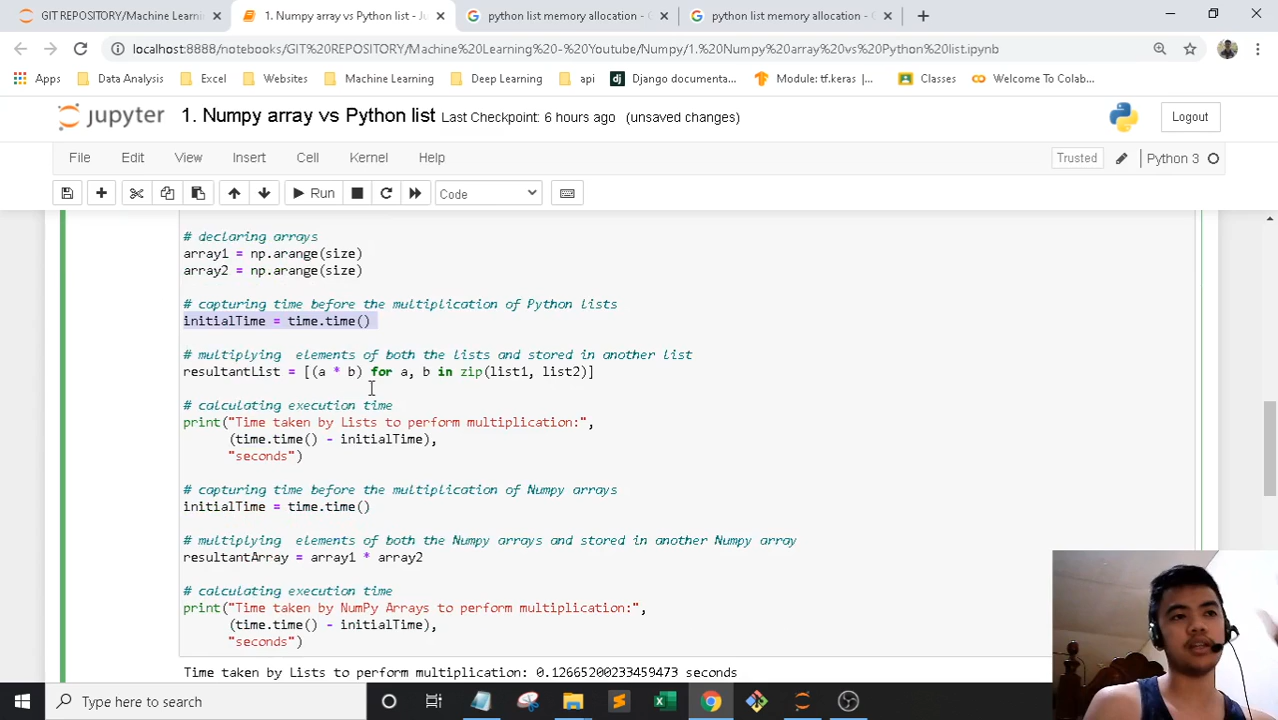 GIT REPOSITORY/Machine Learni
1. Numpy array vs Python list - Ju
python list memory allocation - G
python list memory allocation - G
localhost:8888/notebooks/GIT%20REPOSITORY/Machine%20Learning%20-%20Youtube/Numpy/1.%20Numpy%20array%20vs%20Python%20list.ipynb
Apps
Data Analysis
Excel
Websites
Machine Learning
Deep Learning
api
dj
Django documenta...
Module: tf.keras |...
Classes
Welcome To Colab...
jupyter
1. Numpy array vs Python list
Last Checkpoint: 6 hours ago
(unsaved changes)
Logout
File
Edit
View
Insert
Cell
Kernel
Help
Trusted
Python 3
Run
Code
# declaring arrays
array1 = np.arange(size)
array2 = np.arange(size)
# capturing time before the multiplication of Python lists
initialTime = time.time()
# multiplying  elements of both the lists and stored in another list
resultantList = [(a * b) for a, b in zip(list1, list2)]
# calculating execution time
print("Time taken by Lists to perform multiplication:",
(time.time() - initialTime),
"seconds")
# capturing time before the multiplication of Numpy arrays
initialTime = time.time()
# multiplying  elements of both the Numpy arrays and stored in another Numpy array
resultantArray = array1 * array2
# calculating execution time
print("Time taken by NumPy Arrays to perform multiplication:",
(time.time() - initialTime),
"seconds")
Time taken by Lists to perform multiplication: 0.12665200233459473 seconds
Type here to search